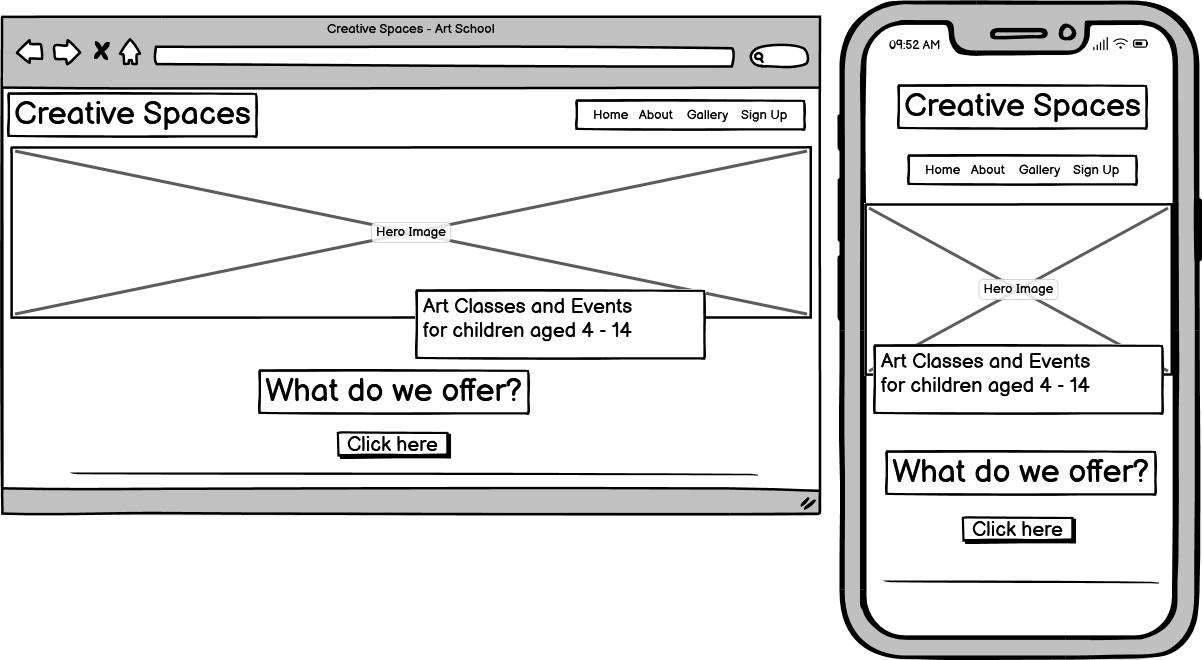 Creative Spaces - Art School
Creative Spaces
Home About Gallery Sign Up
Hero Image
Art Classes and Events
for children aged 4 - 14
What do we offer?
Click here
09:52 AM
Creative Spaces
Home About Gallery Sign Up
Hero Image
Art Classes and Events
for children aged 4 - 14
What do we offer?
Click here